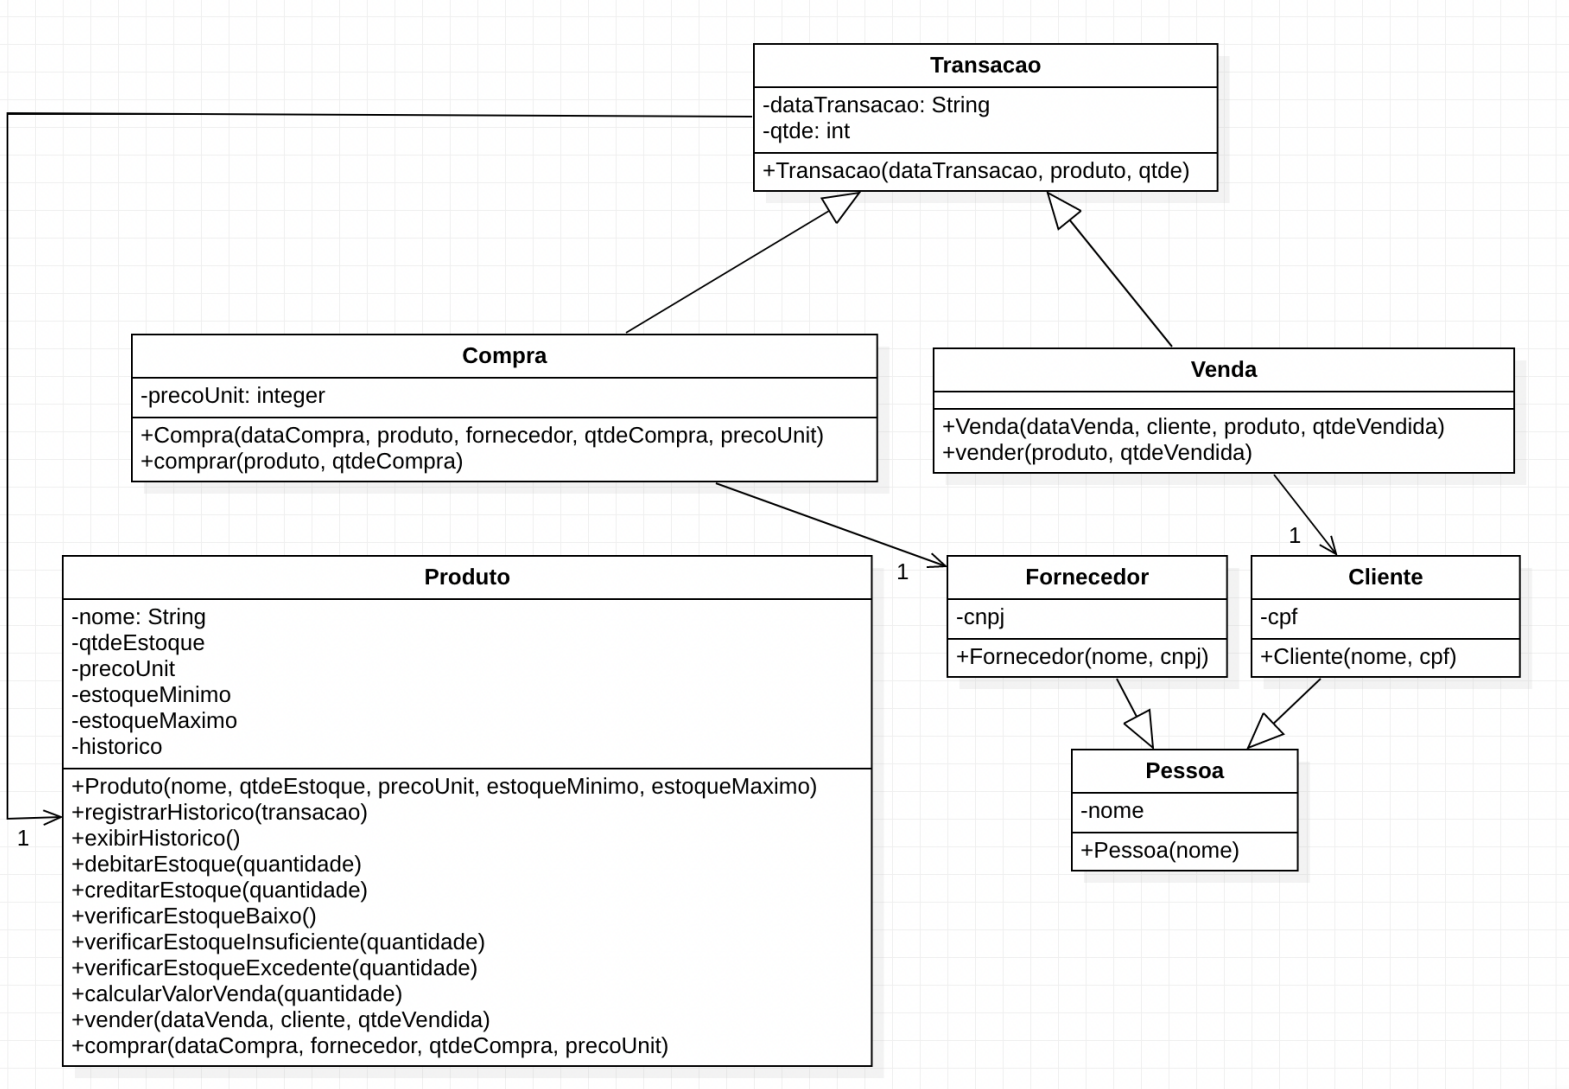 Transacao
-dataTransacao: String
-qtde: int
+Transacao(dataTransacao, produto, qtde)
Compra
-precoUnit: integer
+Compra(dataCompra, produto, fornecedor, qtdeCompra, precoUnit)
+comprar(produto, qtdeCompra)
Venda
+Venda(dataVenda, cliente, produto, qtdeVendida)
+vender(produto, qtdeVendida)
1
1
Produto
-nome: String
-qtdeEstoque
-precoUnit
-estoqueMinimo
-estoqueMaximo
-historico
+Produto(nome, qtdeEstoque, precoUnit, estoqueMinimo, estoqueMaximo)
+registrarHistorico(transacao)
+exibirHistorico()
+debitarEstoque(quantidade)
+creditarEstoque(quantidade)
+verificarEstoqueBaixo()
+verificarEstoqueInsuficiente(quantidade)
+verificarEstoqueExcedente(quantidade)
+calcularValorVenda(quantidade)
+vender(dataVenda, cliente, qtdeVendida)
+comprar(dataCompra, fornecedor, qtdeCompra, precoUnit)
1
Fornecedor
-cnpj
+Fornecedor(nome, cnpj)
Cliente
-cpf
+Cliente(nome, cpf)
Pessoa
-nome
+Pessoa(nome)